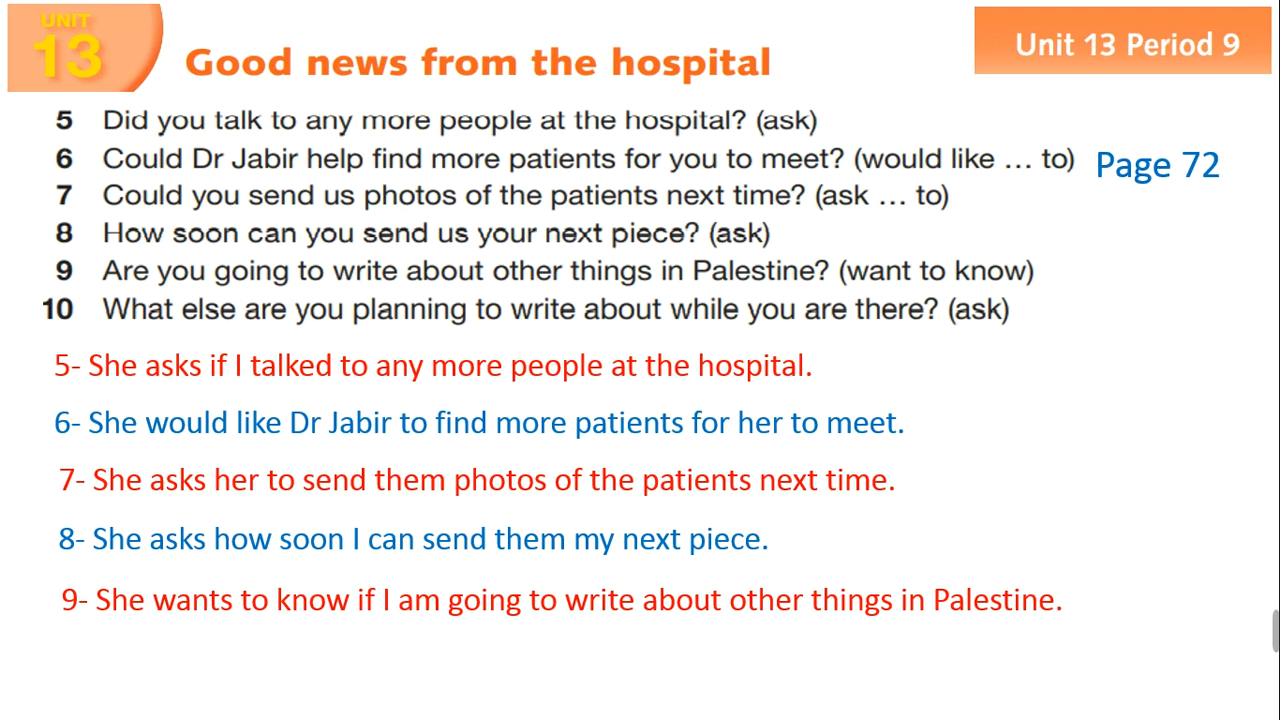 UNIT
13
Good news from the hospital
Unit 13 Period 9
5 Did you talk to any more people at the hospital? (ask)
6 Could Dr Jabir help find more patients for you to meet? (would like … to)
Page 72
7 Could you send us photos of the patients next time? (ask … to)
8 How soon can you send us your next piece? (ask)
9 Are you going to write about other things in Palestine? (want to know)
10 What else are you planning to write about while you are there? (ask)
5- She asks if I talked to any more people at the hospital.
6- She would like Dr Jabir to find more patients for her to meet.
7- She asks her to send them photos of the patients next time.
8- She asks how soon I can send them my next piece.
9- She wants to know if I am going to write about other things in Palestine.